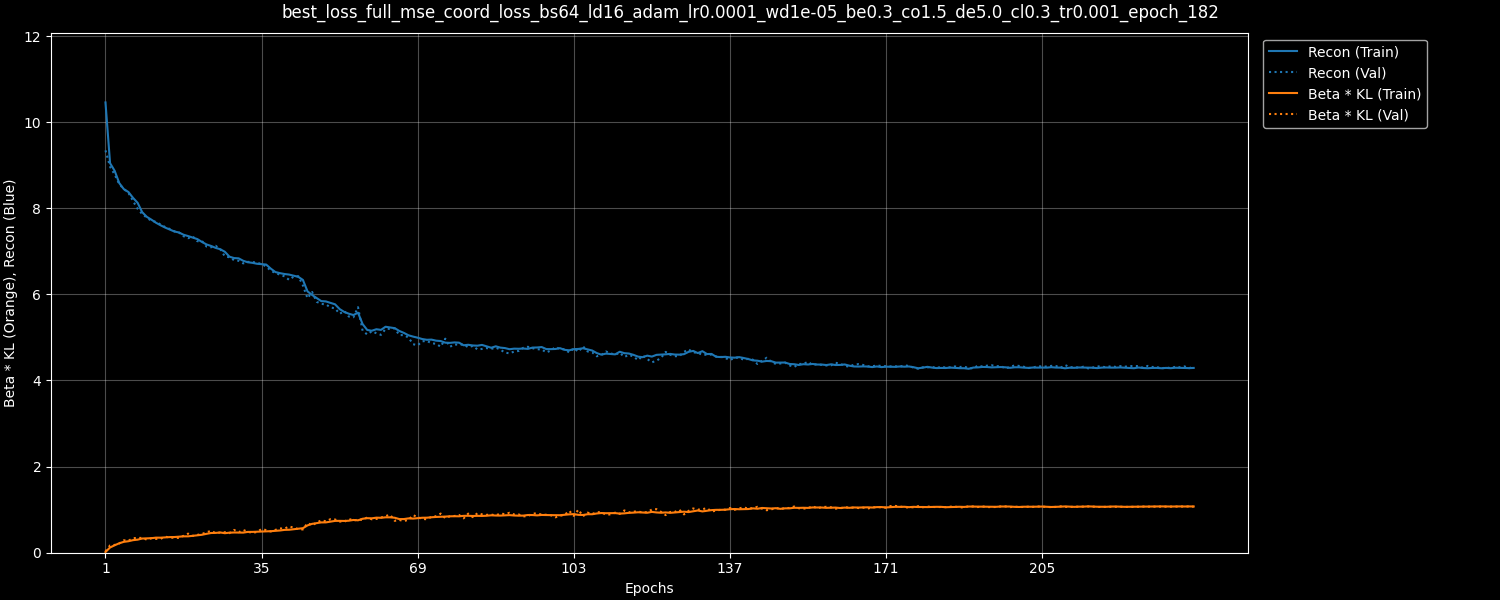 best_loss_full_mse_coord_loss_bs64_ld16_adam_lr0.0001_wd1e-05_be0.3_co1.5_de5.0_cl0.3_tr0.001_epoch_182
12
10
8
6
4
2
0
Beta * KL (Orange), Recon (Blue)
1
35
69
103
137
171
205
Epochs
Recon (Train)
Recon (Val)
Beta * KL (Train)
Beta * KL (Val)